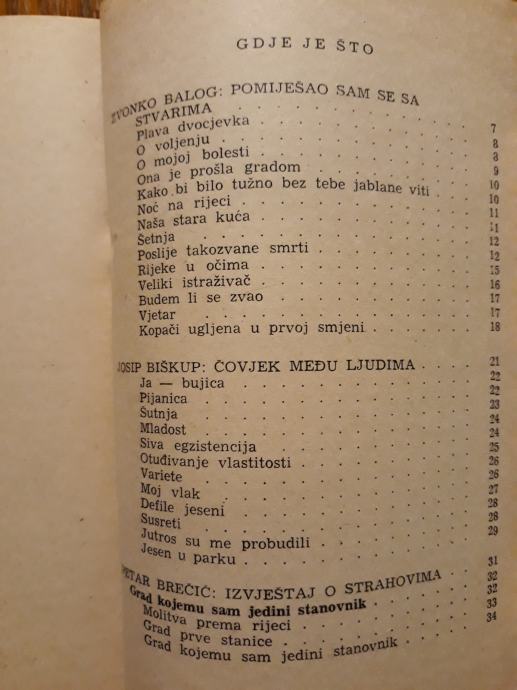 GDJE JE ŠTO
ZVONKO BALOG: POMIJEŠAO SAM SE SA
STVARIMA . . . . . . . . 7
Plava dvocjevka . . . . . . . . 8
O voljenju . . . . . . . . 8
O mojoj bolesti . . . . . . . . 9
Ona je prošla gradom . . . . . . 10
Kako bi bilo tužno bez tebe jablane viti . 10
Noć na rijeci . . . . . . . . 11
Naša stara kuća . . . . . . . . 11
Šetnja . . . . . . . . 12
Poslije takozvane smrti . . . . . . 12
Rijeke u očima . . . . . . . . 15
Veliki istraživač . . . . . . . . 16
Budem li se zvao . . . . . . . . 17
Vjetar . . . . . . . . 17
Kopači ugljena u prvoj smjeni . . . . . 18
JOSIP BIŠKUP: ČOVJEK MEĐU LJUDIMA . . . 21
Ja — bujica . . . . . . . . 22
Pijanica . . . . . . . . 22
Šutnja . . . . . . . . 23
Mladost . . . . . . . . 24
Siva egzistencija . . . . . . . . 24
Otuđivanje vlastitosti . . . . . . . 25
Variete . . . . . . . . 26
Moj vlak . . . . . . . . 26
Defile jeseni . . . . . . . . 27
Susreti . . . . . . . . 28
Jutros su me probudili . . . . . . . 28
Jesen u parku . . . . . . . . 29
PETAR BREČIĆ: IZVJEŠTAJ O STRAHOVIMA . . 31
Grad kojemu sam jedini stanovnik . . . . 32
Molitva prema rijeci . . . . . . . 32
Grad prve stanice . . . . . . . . 33
Grad kojemu sam jedini stanovnik . . . . 34